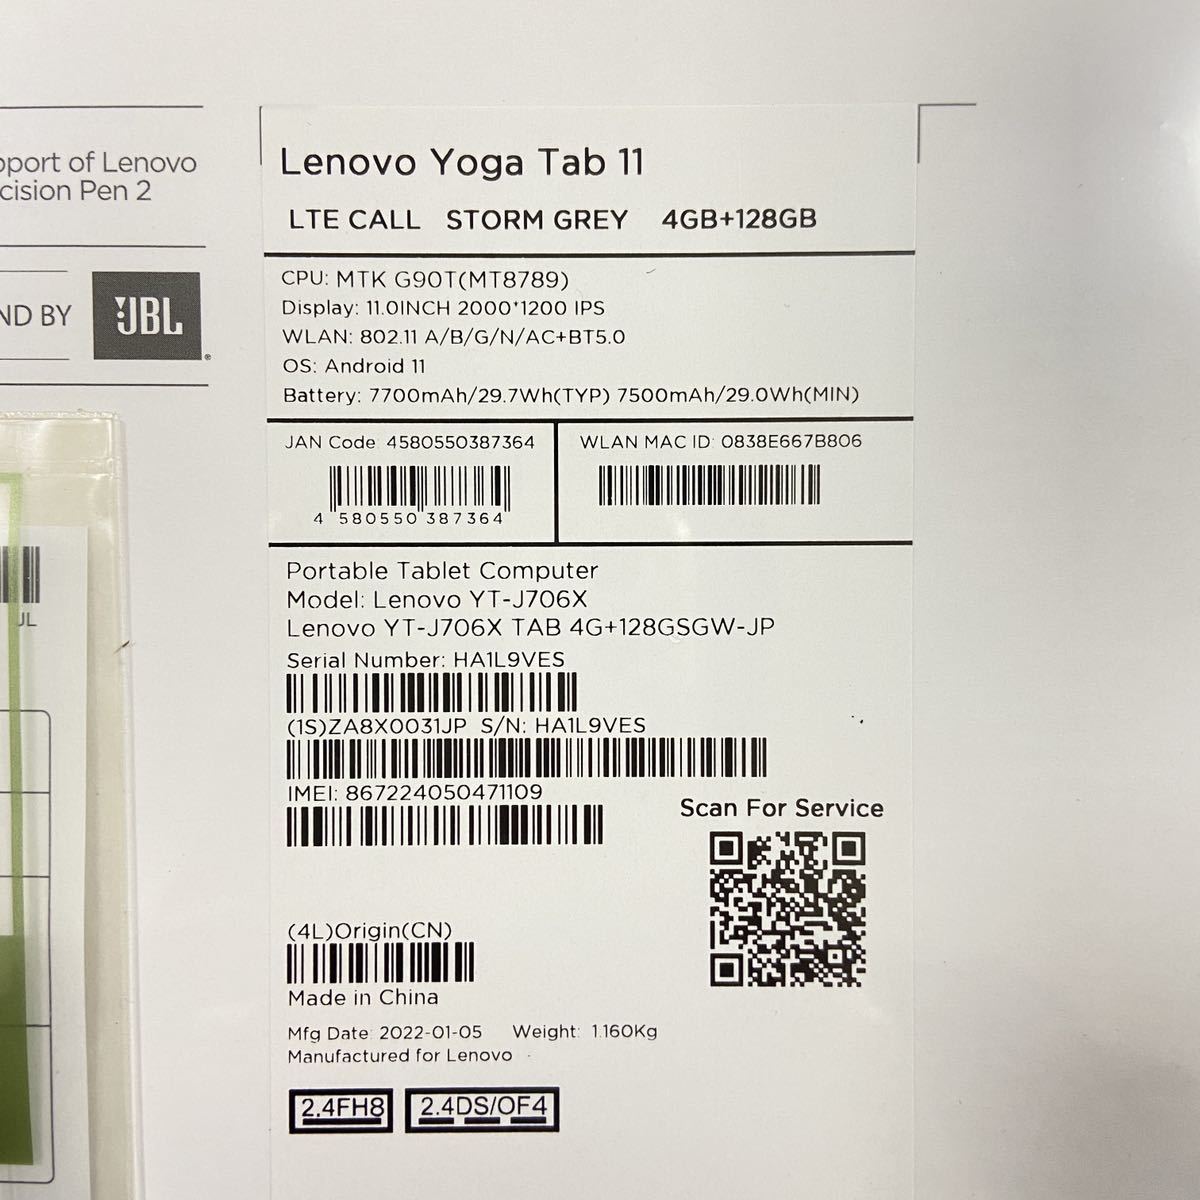 pport of Lenovo
cision Pen 2
ND BY
JBL
JL
Lenovo Yoga Tab 11
LTE CALL STORM GREY 4GB+128GB
CPU: MTK G90T(MT8789)
Display: 11.0INCH 2000*1200 IPS
WLAN: 802.11 A/B/G/N/AC+BT5.0
OS: Android 11
Battery: 7700mAh/29.7Wh(TYP) 7500mAh/29.0Wh(MIN)
JAN Code: 4580550387364
4 580550 387364
WLAN MAC ID: 0838E667B806
Portable Tablet Computer
Model: Lenovo YT-J706X
Lenovo YT-J706X TAB 4G+128GSGW-JP
Serial Number: HA1L9VES
(1S)ZA8X0031JP S/N: HA1L9VES
IMEI: 867224050471109
Scan For Service
(4L)Origin(CN)
Made in China
Mfg Date: 2022-01-05 Weight: 1.160Kg
Manufactured for Lenovo
2.4FH8
2.4DS/OF4